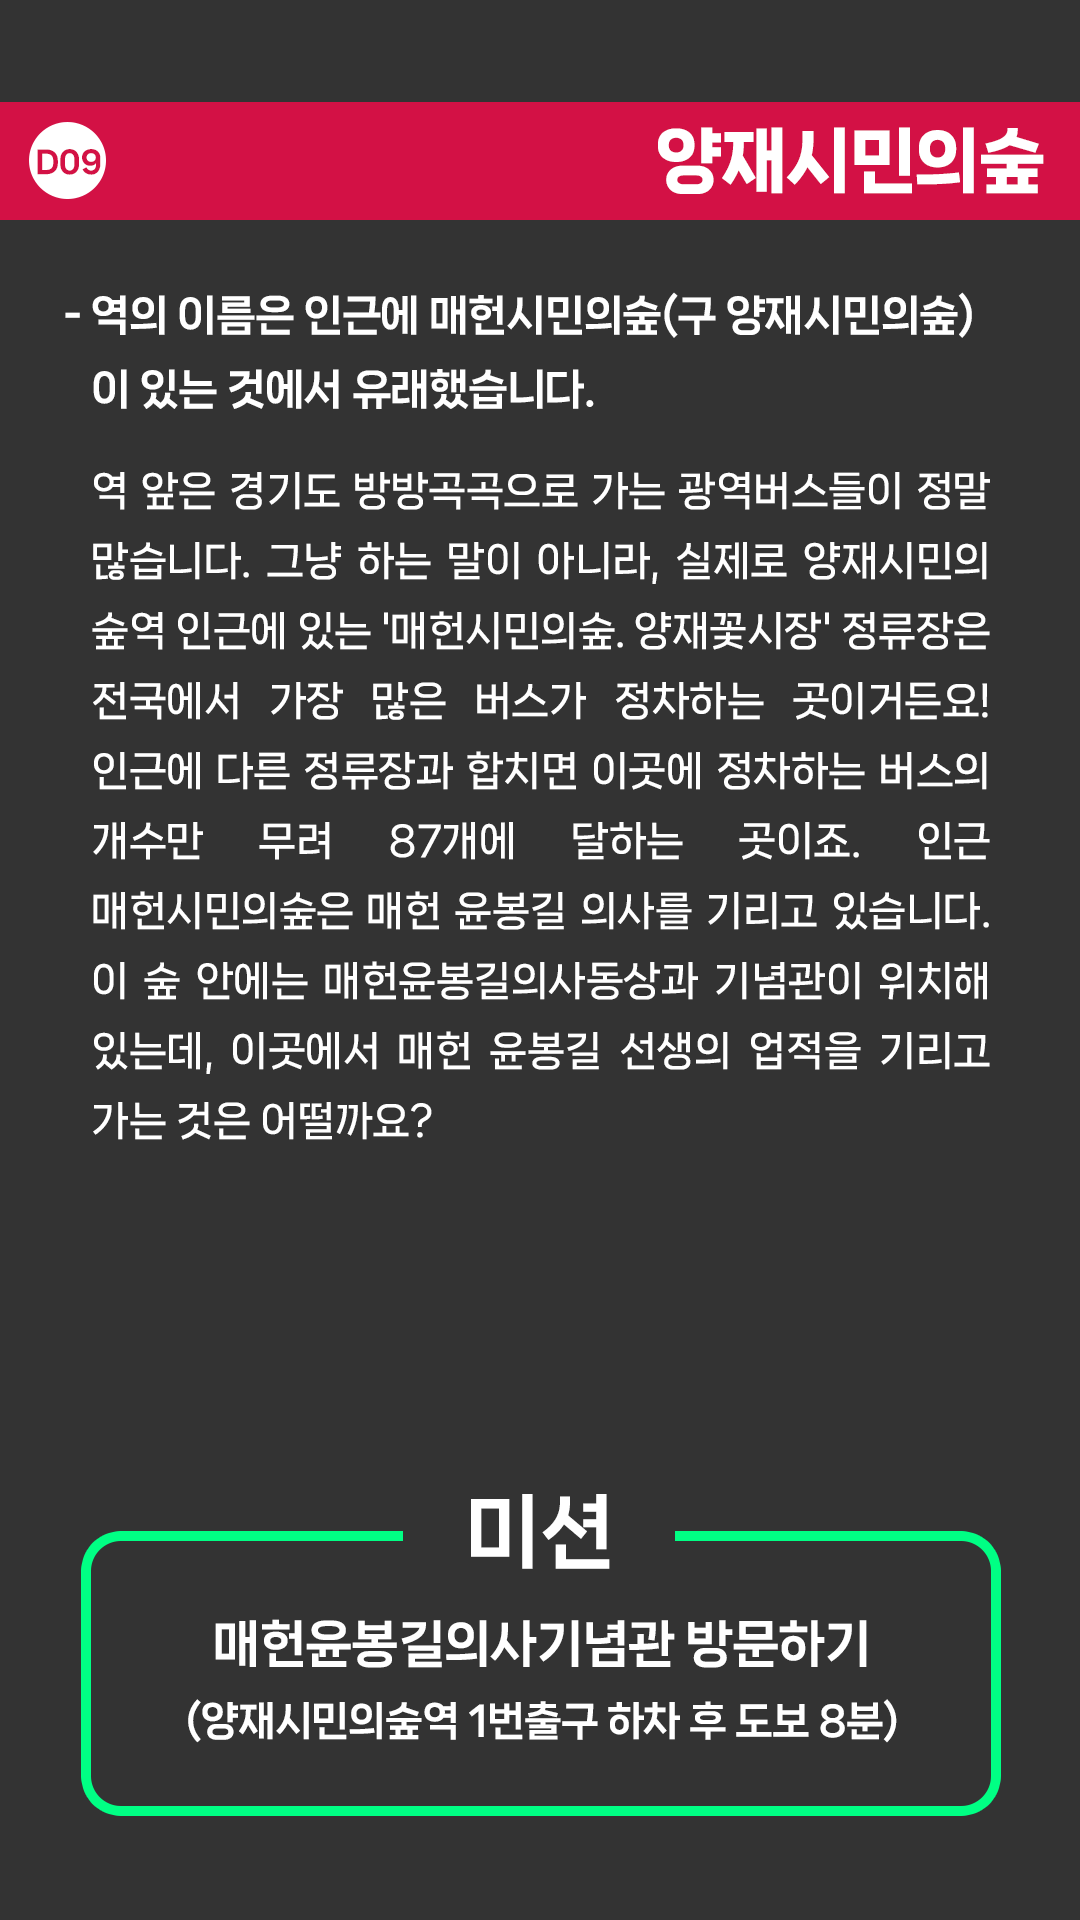 D09
양재시민의숲
- 역의 이름은 인근에 매헌시민의숲(구 양재시민의숲)
이 있는 것에서 유래했습니다.
역 앞은 경기도 방방곡곡으로 가는 광역버스들이 정말
많습니다. 그냥 하는 말이 아니라, 실제로 양재시민의
숲역 인근에 있는 '매헌시민의숲. 양재꽃시장' 정류장은
전국에서 가장 많은 버스가 정차하는 곳이거든요!
인근에 다른 정류장과 합치면 이곳에 정차하는 버스의
개수만 무려 87개에 달하는 곳이죠. 인근
매헌시민의숲은 매헌 윤봉길 의사를 기리고 있습니다.
이 숲 안에는 매헌윤봉길의사동상과 기념관이 위치해
있는데, 이곳에서 매헌 윤봉길 선생의 업적을 기리고
가는 것은 어떨까요?
미션
매헌윤봉길의사기념관 방문하기
(양재시민의숲역 1번출구 하차 후 도보 8분)